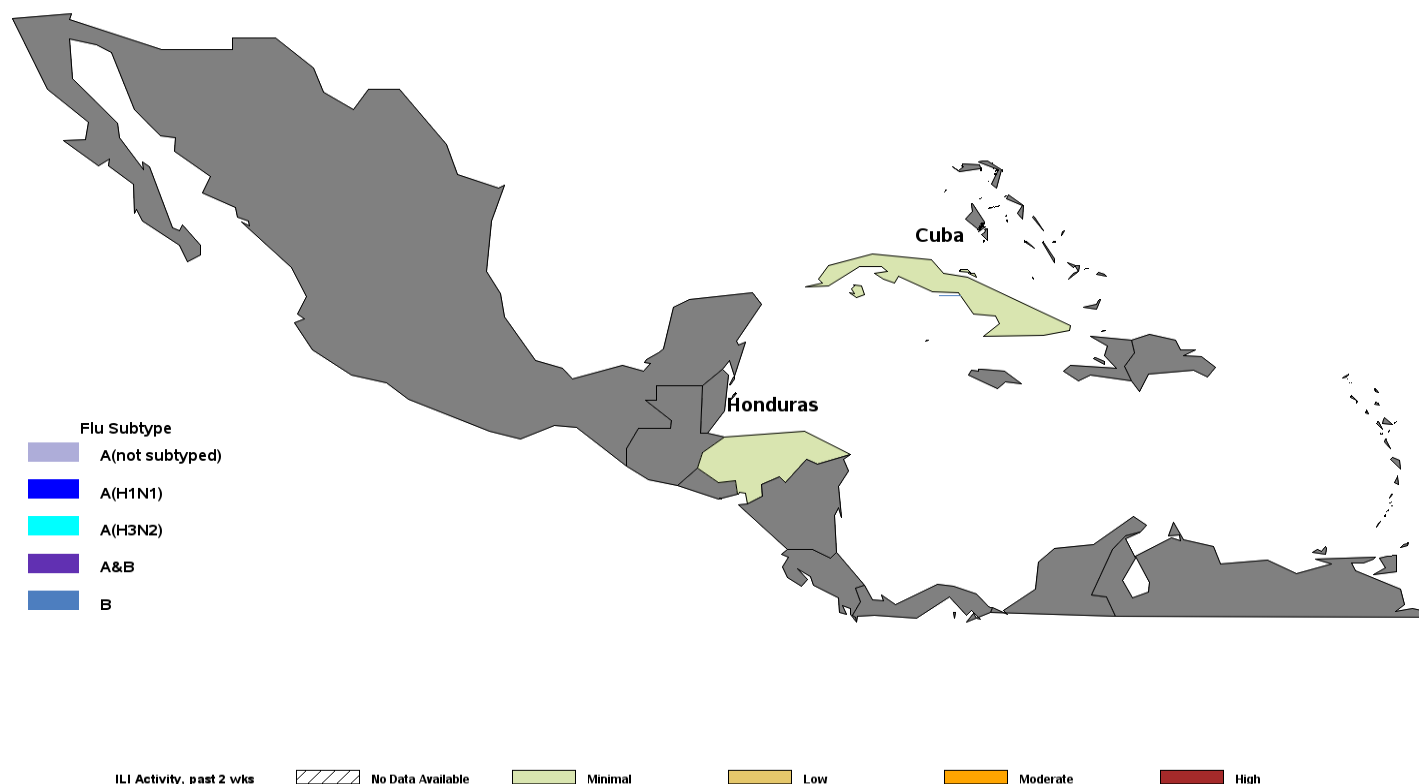 Cuba
Honduras
Flu Subtype
A(not subtyped)
A(H1N1)
A(H3N2)
A&B
B
ILI Activity, past 2 wks No Data Available Minimal Low Moderate High